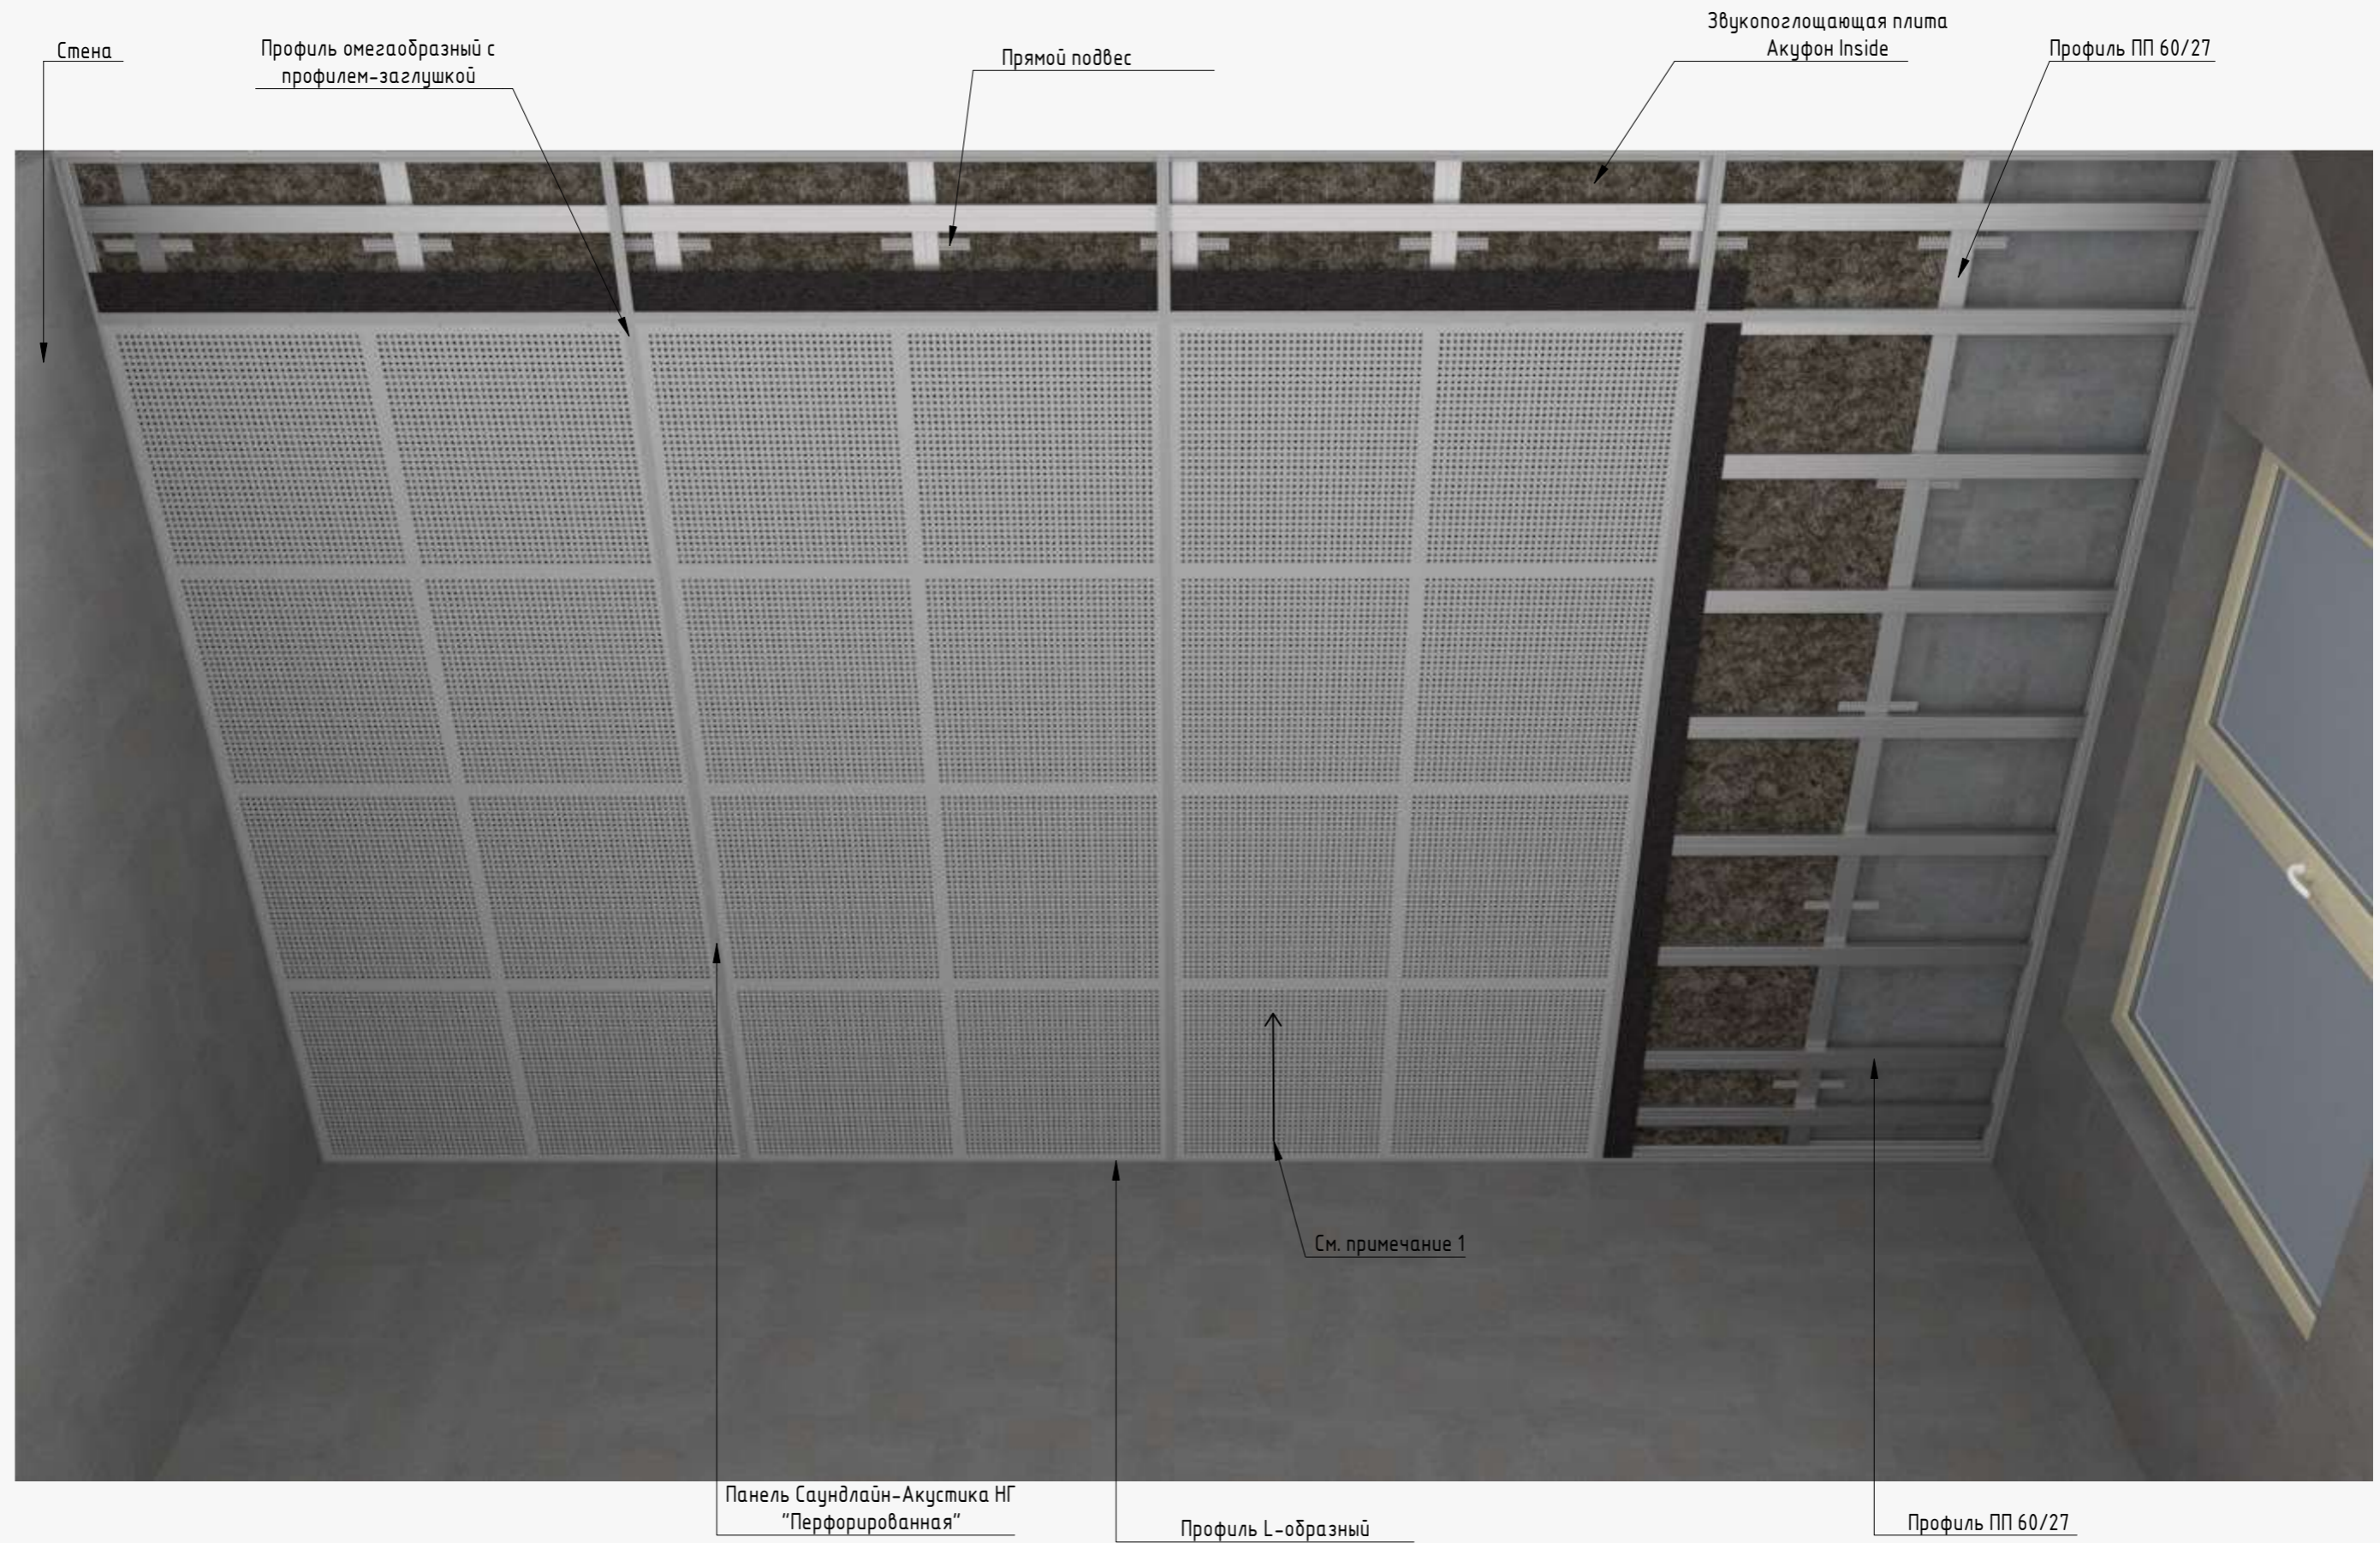 Стена
Профиль омегаобразный с
профилем-заглушкой
Прямой подвес
Звукопоглощающая плита
Акуфон Inside
Профиль ПП 60/27
См. примечание 1
Панель Саундлайн-Акустика НГ
"Перфорированная"
Профиль L-образный
Профиль ПП 60/27